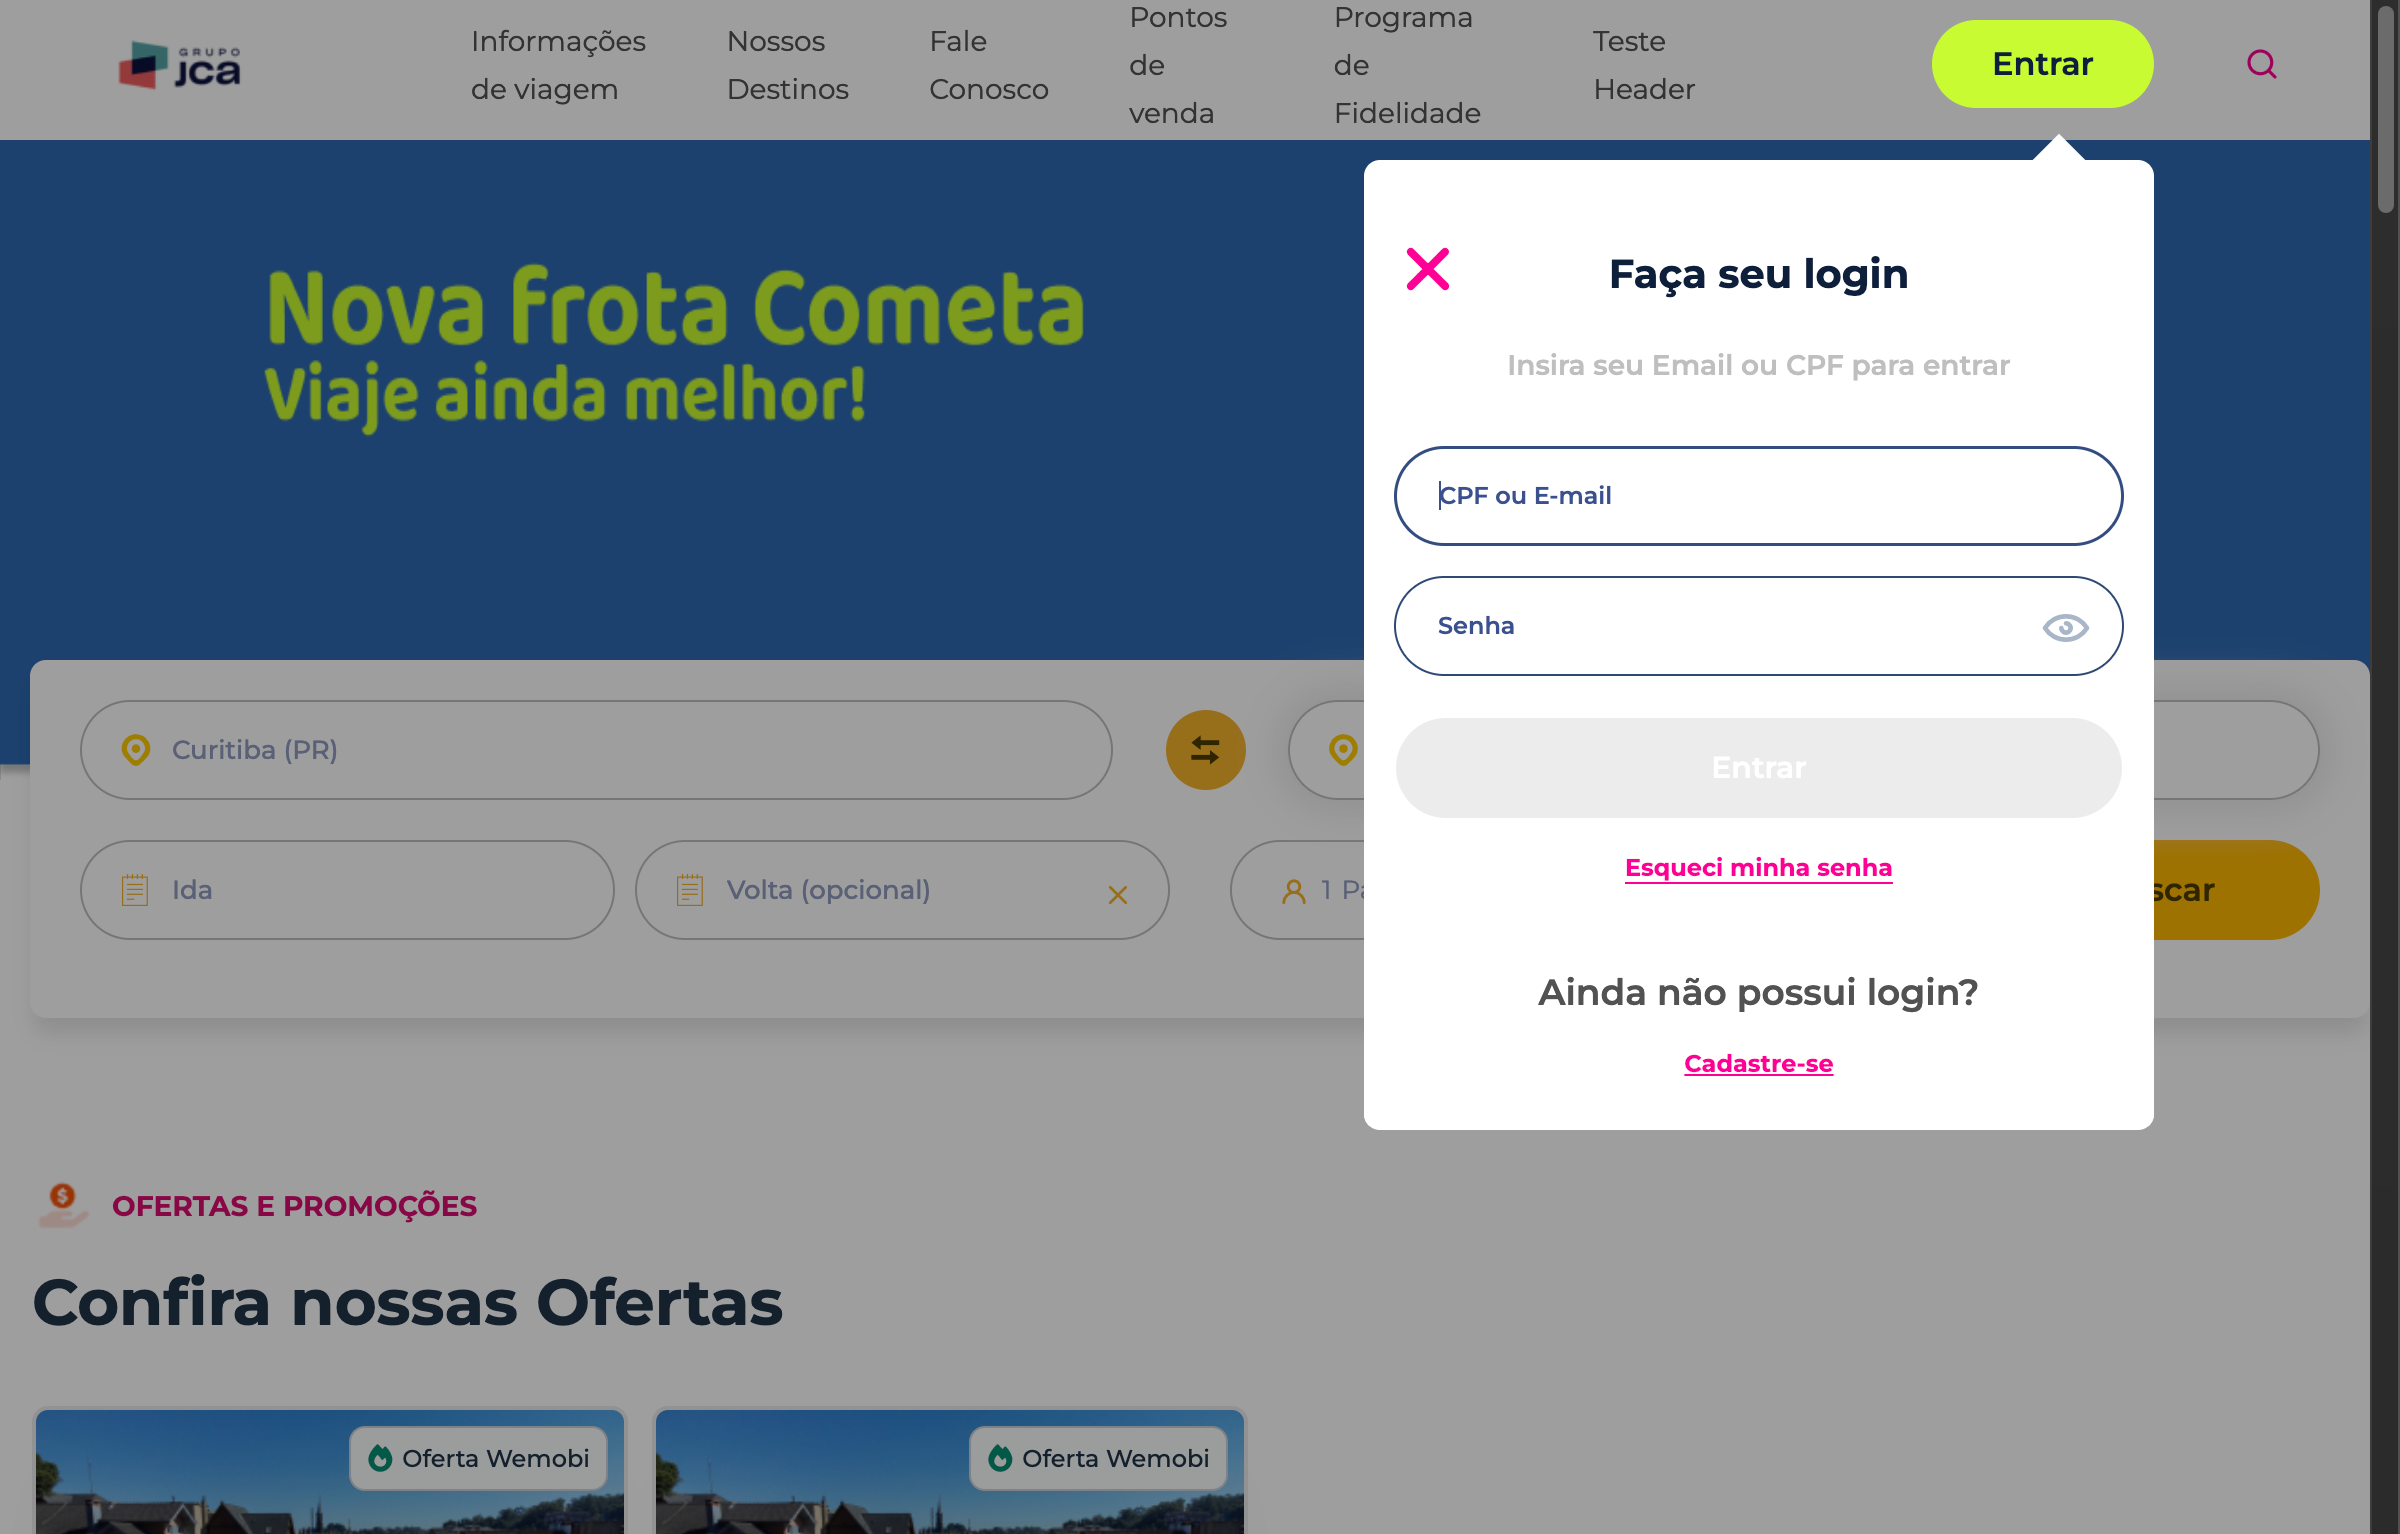 GRUPO
jca
Informações
de viagem
Nossos
Destinos
Fale
Conosco
Pontos
de
venda
Programa
de
Fidelidade
Teste
Header
Entrar
Nova frota Cometa
Viaje ainda melhor!
Faça seu login
Insira seu Email ou CPF para entrar
CPF ou E-mail
Senha
Entrar
Esqueci minha senha
Ainda não possui login?
Cadastre-se
Curitiba (PR)
Ida
Volta (opcional)
1 Pa
scar
OFERTAS E PROMOÇÕES
Confira nossas Ofertas
Oferta Wemobi
Oferta Wemobi